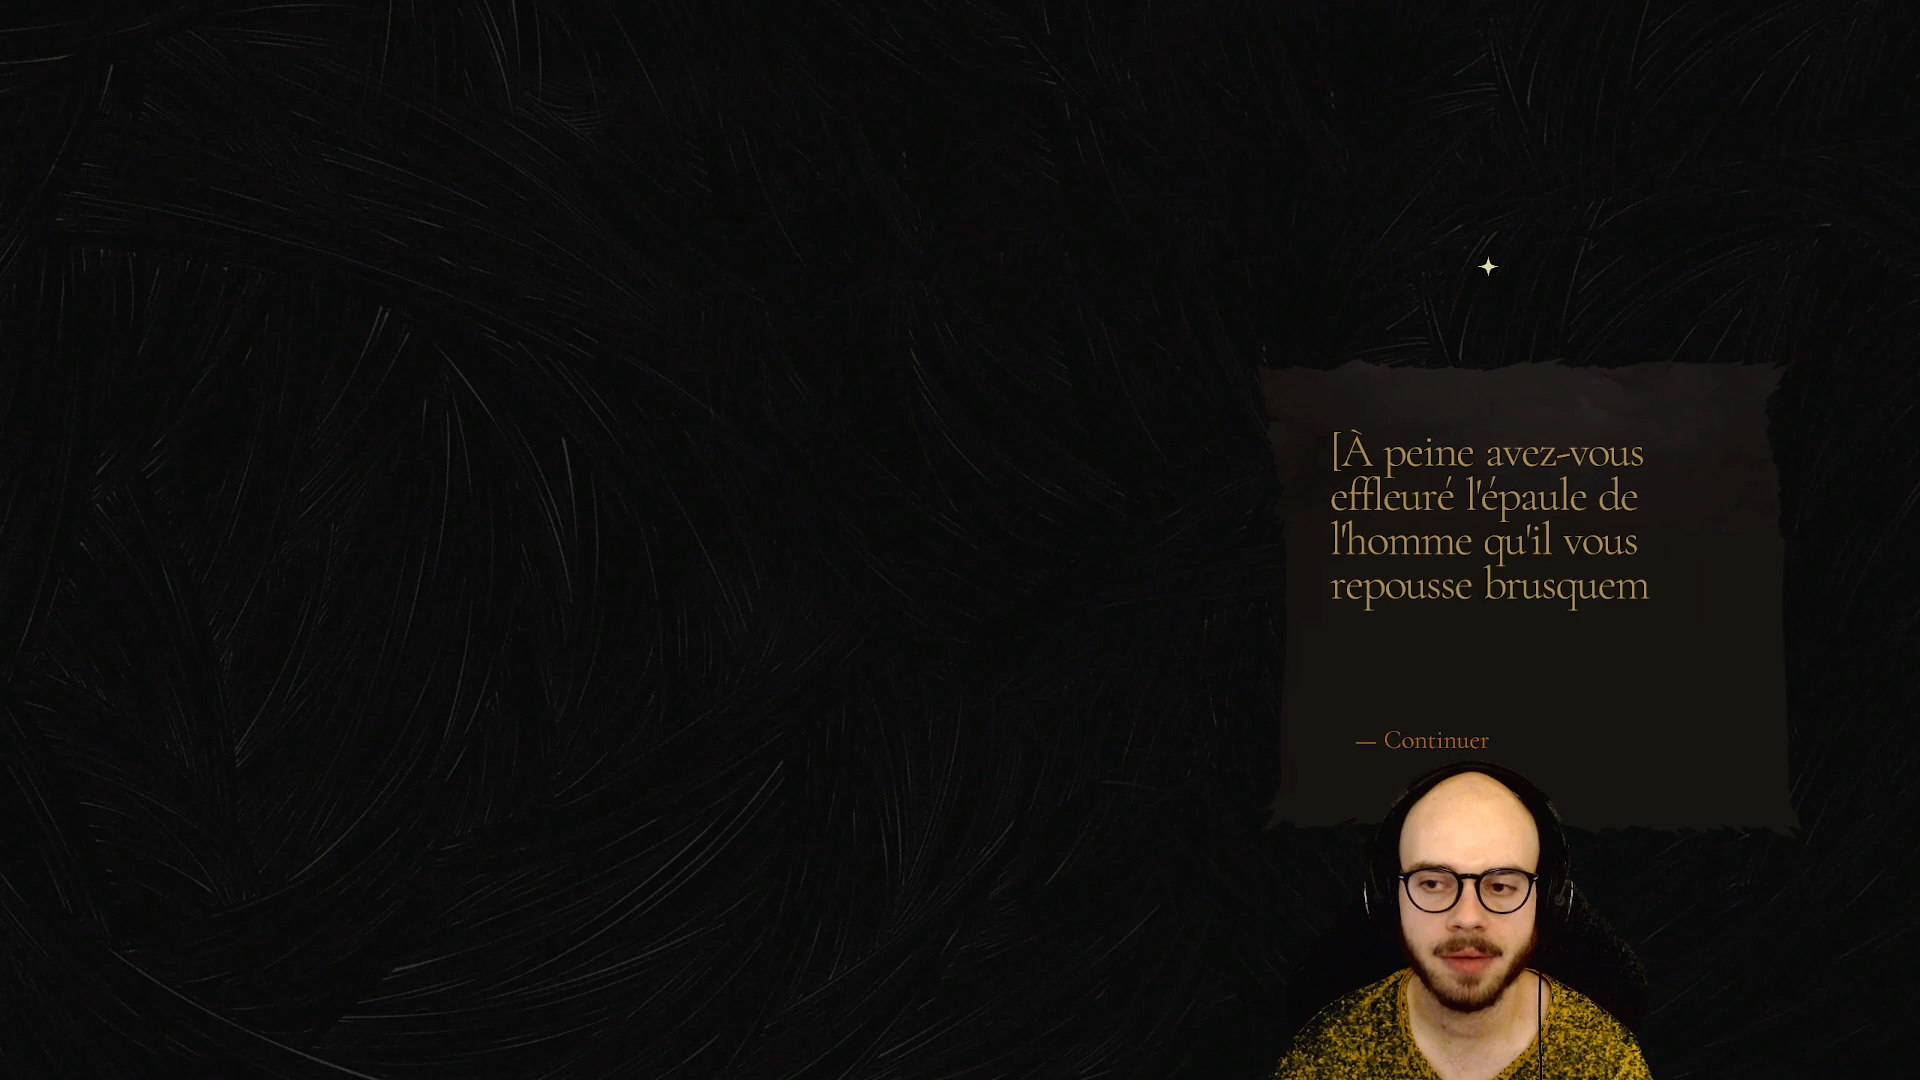 [À peine avez-vous
effleuré l'épaule de
l'homme qu'il vous
repousse brusquem
— Continuer